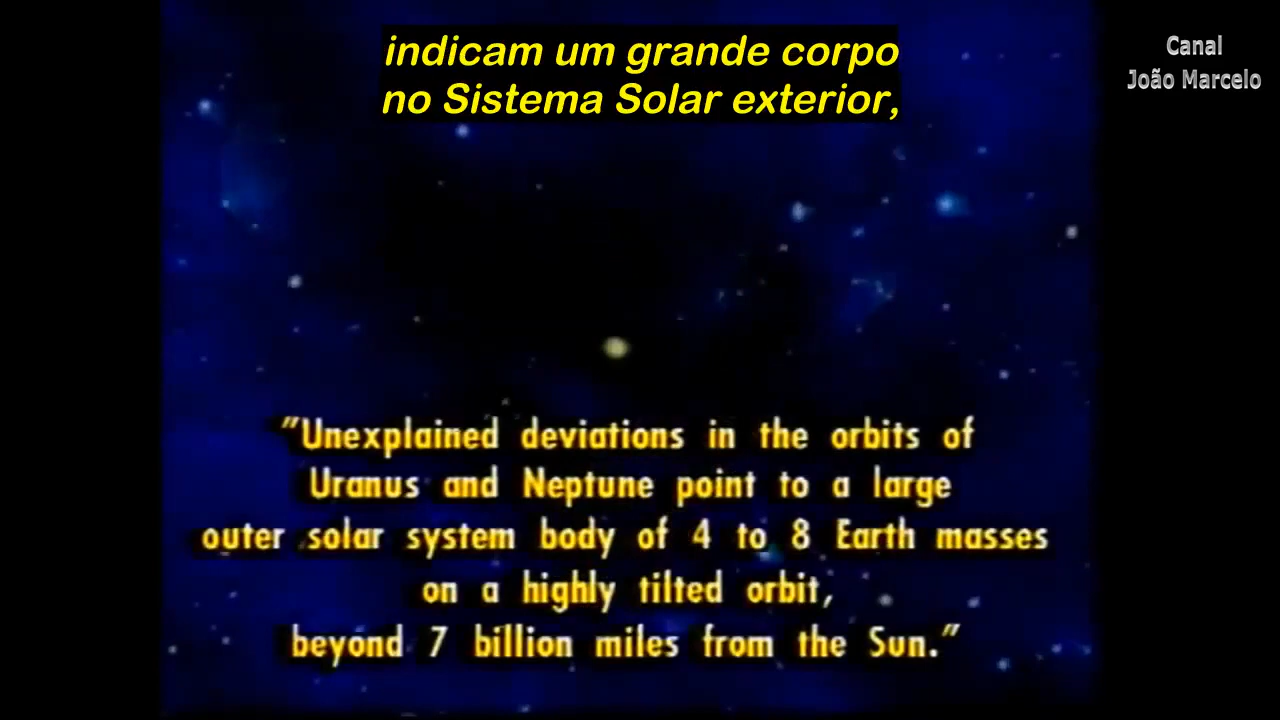 indicam um grande corpo
no Sistema Solar exterior,
Canal
João Marcelo
"Unexplained deviations in the orbits of
Uranus and Neptune point to a large
outer solar system body of 4 to 8 Earth masses
on a highly tilted orbit,
beyond 7 billion miles from the Sun."